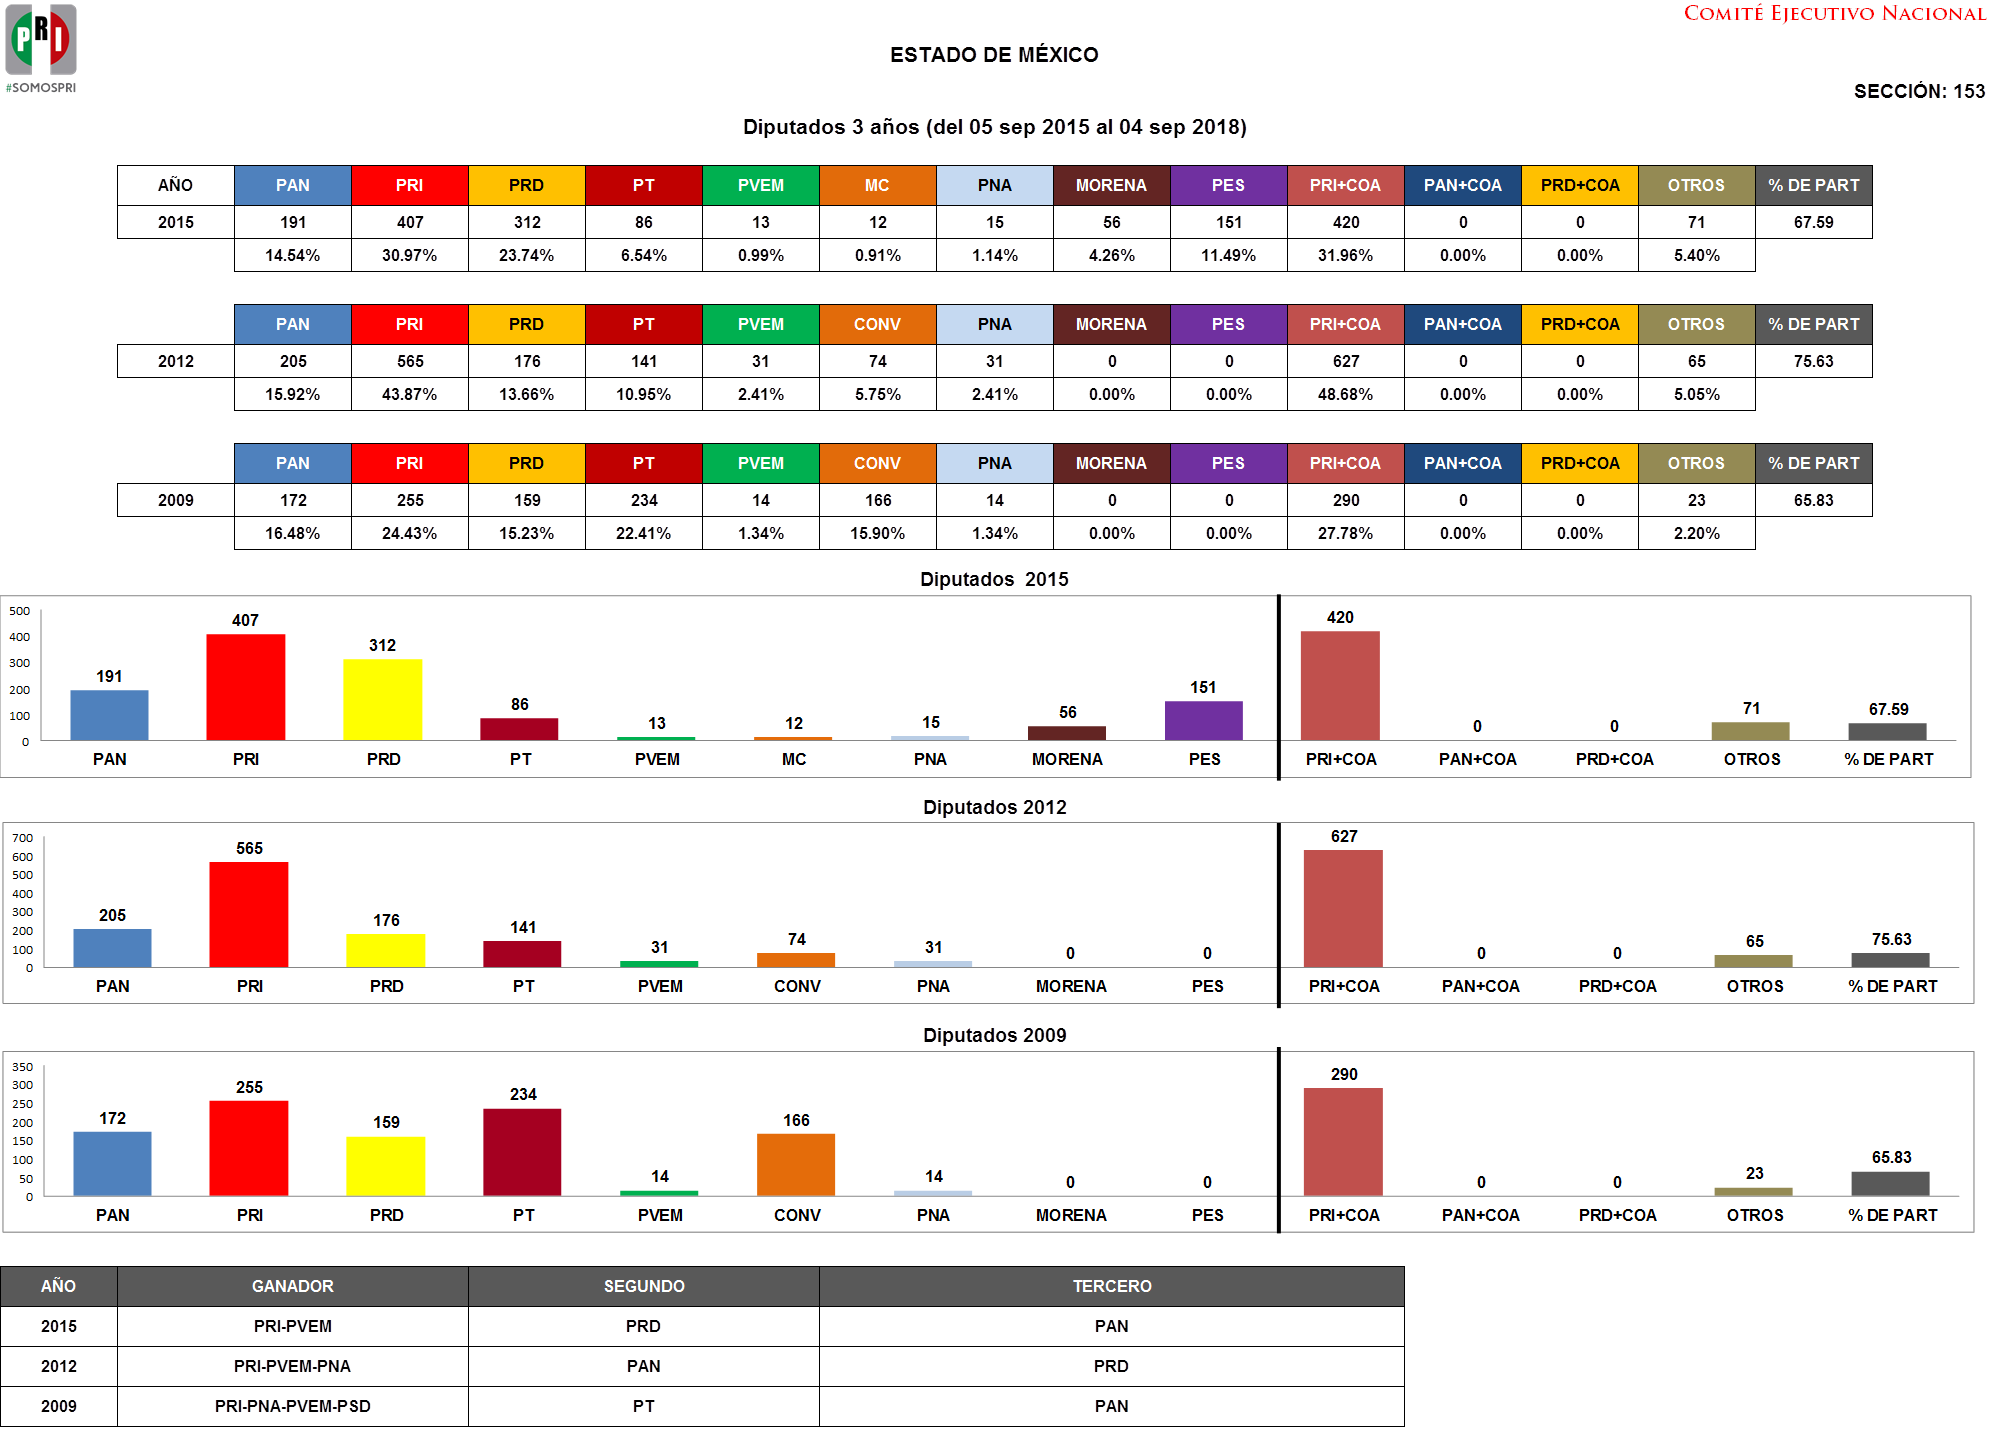 PRI
#SOMOSPRI
COMITÉ EJECUTIVO NACIONAL
ESTADO DE MÉXICO
SECCIÓN: 153
Diputados 3 años (del 05 sep 2015 al 04 sep 2018)
AÑO PAN PRI PRD PT PVEM MC PNA MORENA PES PRI+COA PAN+COA PRD+COA OTROS % DE PART
2015 191 407 312 86 13 12 15 56 151 420 0 0 71 67.59
14.54% 30.97% 23.74% 6.54% 0.99% 0.91% 1.14% 4.26% 11.49% 31.96% 0.00% 0.00% 5.40%
PAN PRI PRD PT PVEM CONV PNA MORENA PES PRI+COA PAN+COA PRD+COA OTROS % DE PART
2012 205 565 176 141 31 74 31 0 0 627 0 0 65 75.63
15.92% 43.87% 13.66% 10.95% 2.41% 5.75% 2.41% 0.00% 0.00% 48.68% 0.00% 0.00% 5.05%
PAN PRI PRD PT PVEM CONV PNA MORENA PES PRI+COA PAN+COA PRD+COA OTROS % DE PART
2009 172 255 159 234 14 166 14 0 0 290 0 0 23 65.83
16.48% 24.43% 15.23% 22.41% 1.34% 15.90% 1.34% 0.00% 0.00% 27.78% 0.00% 0.00% 2.20%
Diputados 2015
500
400
300
200
100
0
191 407 312 86 13 12 15 56 151 420 0 0 71 67.59
PAN PRI PRD PT PVEM MC PNA MORENA PES PRI+COA PAN+COA PRD+COA OTROS % DE PART
Diputados 2012
700
600
500
400
300
200
100
0
205 565 176 141 31 74 31 0 0 627 0 0 65 75.63
PAN PRI PRD PT PVEM CONV PNA MORENA PES PRI+COA PAN+COA PRD+COA OTROS % DE PART
Diputados 2009
350
300
250
200
150
100
50
0
172 255 159 234 14 166 14 0 0 290 0 0 23 65.83
PAN PRI PRD PT PVEM CONV PNA MORENA PES PRI+COA PAN+COA PRD+COA OTROS % DE PART
AÑO GANADOR SEGUNDO TERCERO
2015 PRI-PVEM PRD PAN
2012 PRI-PVEM-PNA PAN PRD
2009 PRI-PNA-PVEM-PSD PT PAN